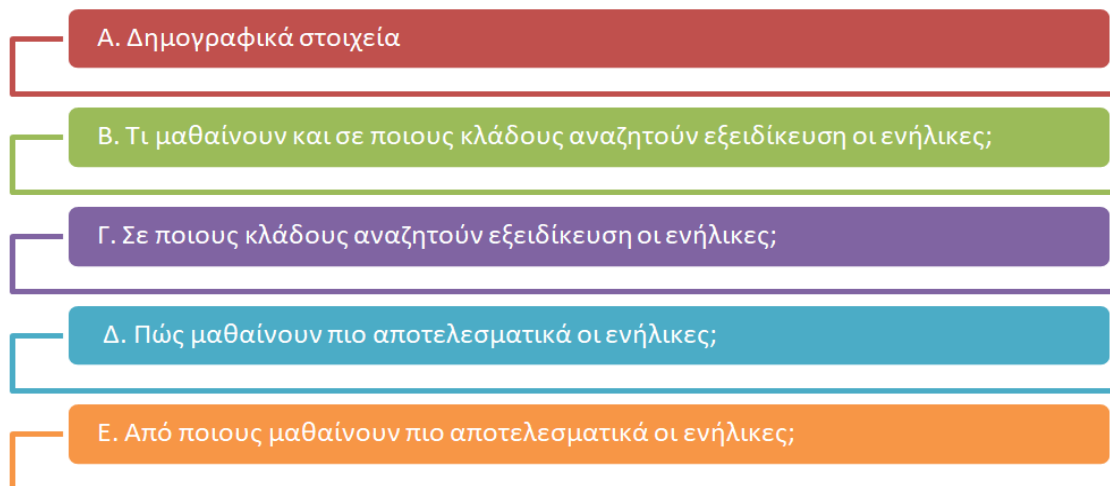 Α. Δημογραφικά στοιχεία
Β. Τι μαθαίνουν και σε ποιους κλάδους αναζητούν εξειδίκευση οι ενήλικες;
Γ. Σε ποιους κλάδους αναζητούν εξειδίκευση οι ενήλικες;
Δ. Πώς μαθαίνουν πιο αποτελεσματικά οι ενήλικες;
Ε. Από ποιους μαθαίνουν πιο αποτελεσματικά οι ενήλικες;